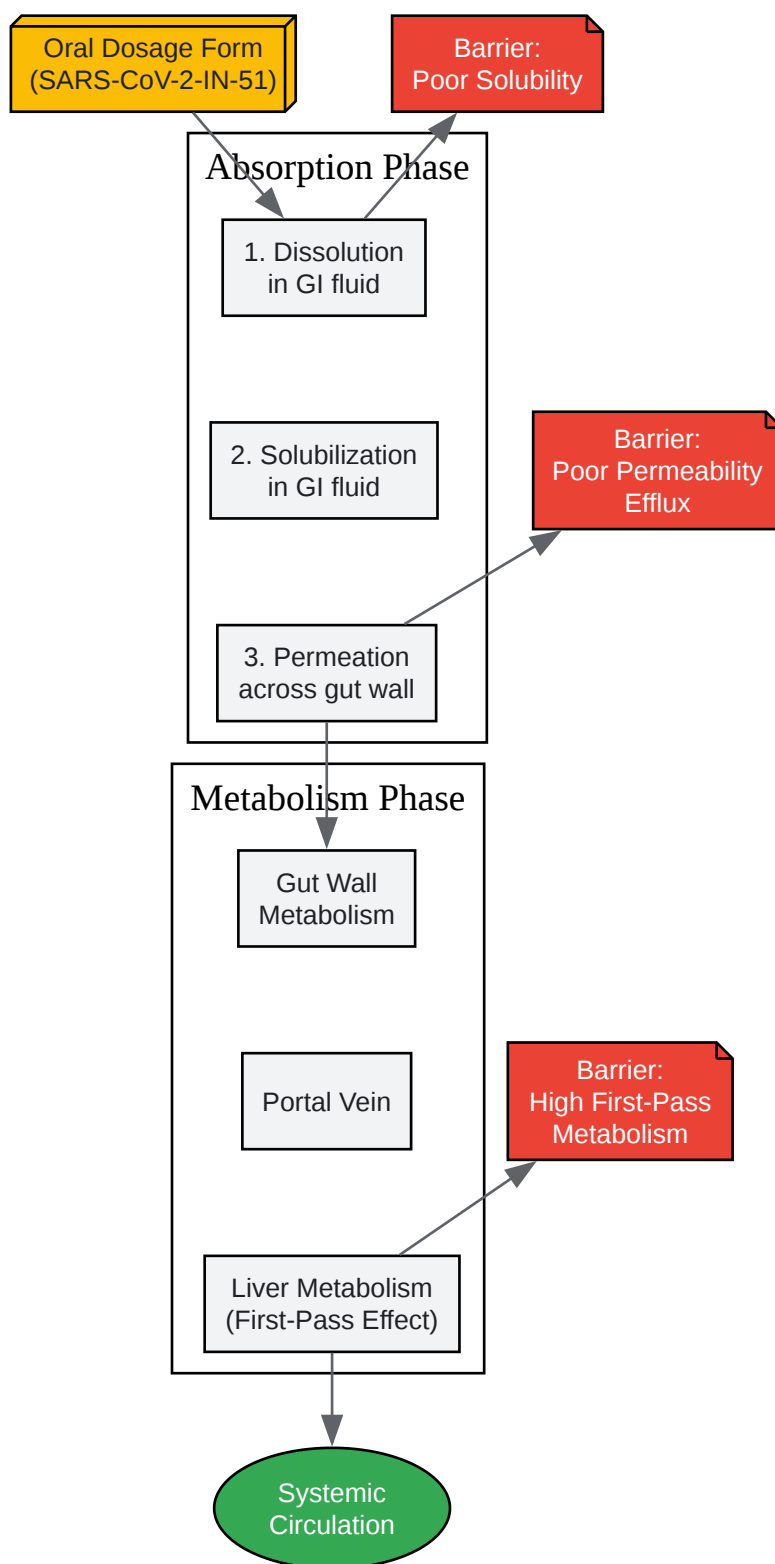 Oral Dosage Form
(SARS-CoV-2-IN-51)
Barrier:
Poor Solubility
Absorption Phase
1. Dissolution
in GI fluid
2. Solubilization
in GI fluid
Barrier:
Poor Permeability
Efflux
3. Permeation
across gut wall
Metabolism Phase
Gut Wall
Metabolism
Portal Vein
Barrier:
High First-Pass
Metabolism
Liver Metabolism
(First-Pass Effect)
Systemic
Circulation